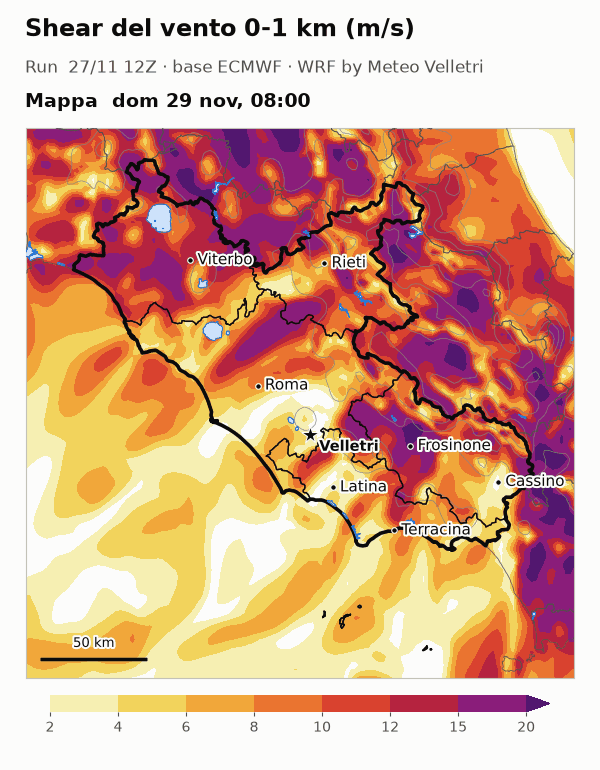 Shear del vento 0-1 km (m/s)
Run 27/11 12Z · base ECMWF · WRF by Meteo Velletri
Mappa dom 29 nov, 08:00
Viterbo
Rieti
Roma
Velletri
Frosinone
Cassino
Latina
Terracina
50 km
2 4 6 8 10 12 15 20